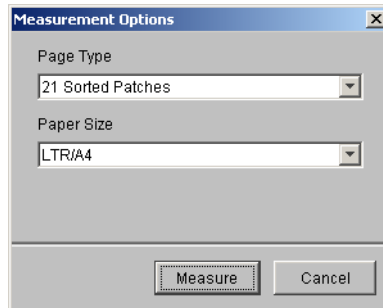 Measurement Options
Page Type
21 Sorted Patches
Paper Size
LTR/A4
Measure Cancel